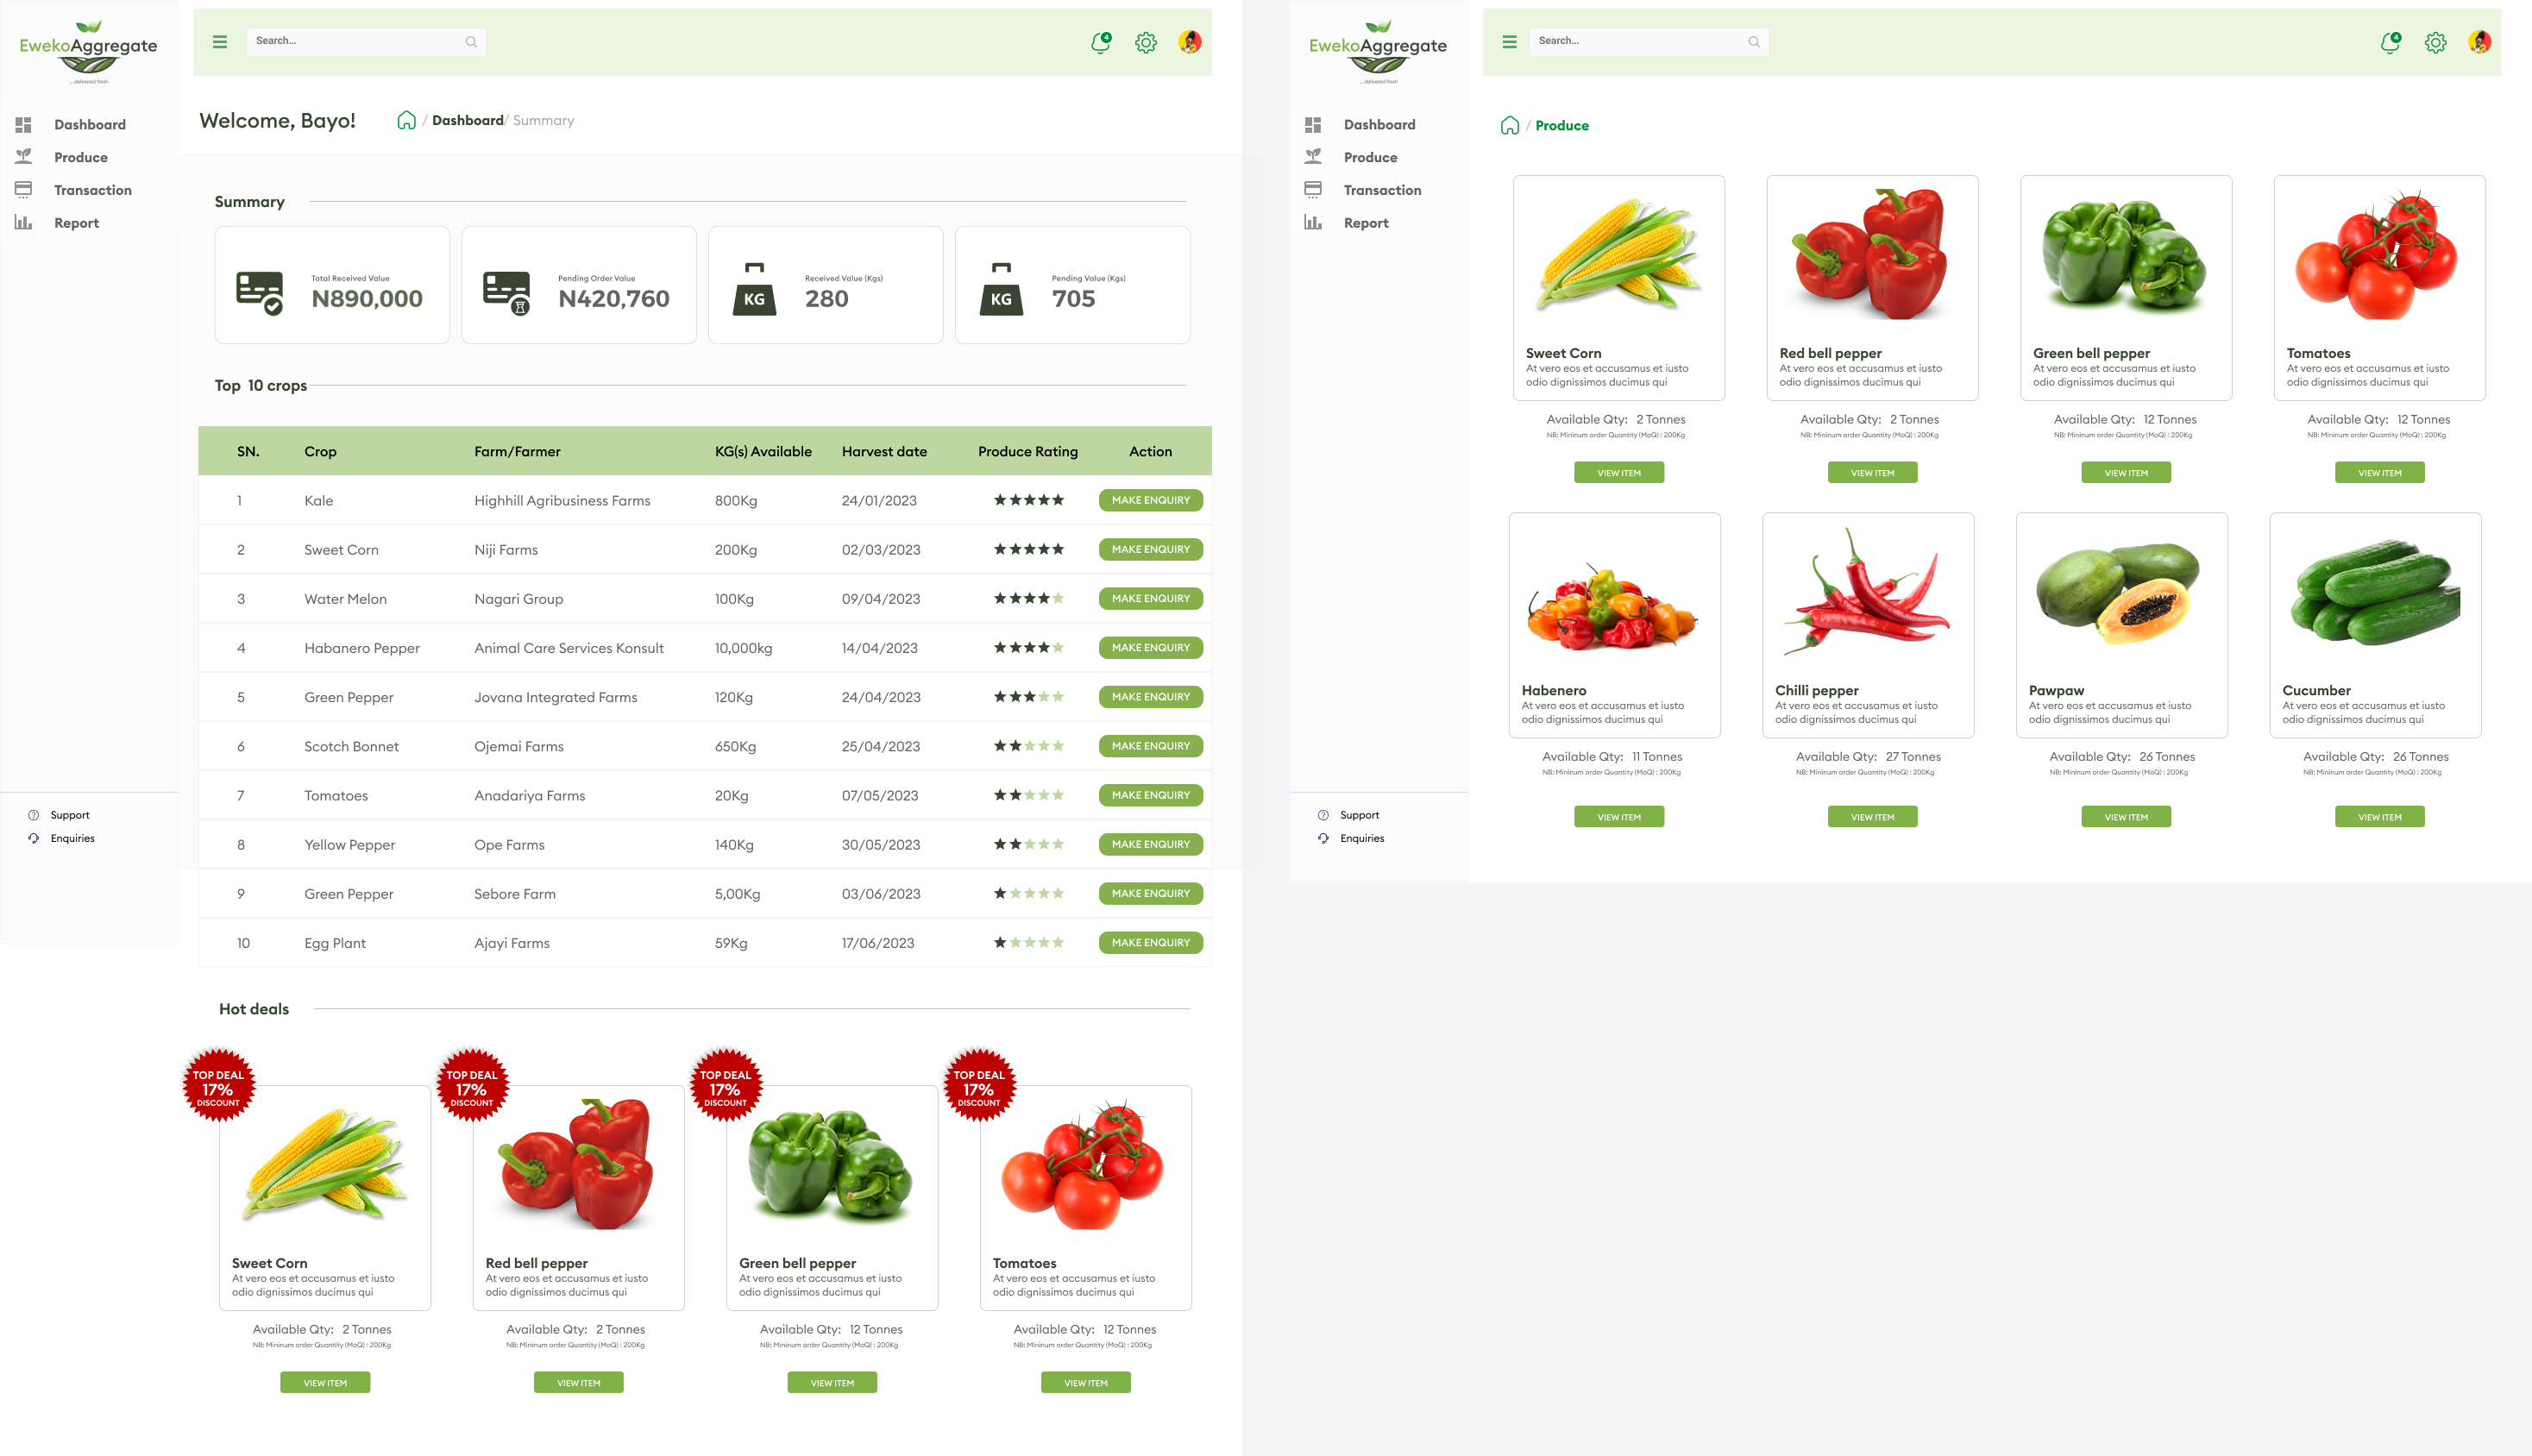 EwekoAggregate
... delivered fresh
Dashboard
Produce
Transaction
Report
Support
Enquiries
Search...
4
Welcome, Bayo!
/ Dashboard/ Summary
Summary
Total Received Value
N890,000
Pending Order Value
N420,760
KG
Received Value (Kgs)
280
KG
Pending Value (Kgs)
705
Top 10 crops
SN. Crop Farm/Farmer KG(s) Available Harvest date Produce Rating Action
1 Kale Highhill Agribusiness Farms 800Kg 24/01/2023 MAKE ENQUIRY
2 Sweet Corn Niji Farms 200Kg 02/03/2023 MAKE ENQUIRY
3 Water Melon Nagari Group 100Kg 09/04/2023 MAKE ENQUIRY
4 Habanero Pepper Animal Care Services Konsult 10,000kg 14/04/2023 MAKE ENQUIRY
5 Green Pepper Jovana Integrated Farms 120Kg 24/04/2023 MAKE ENQUIRY
6 Scotch Bonnet Ojemai Farms 650Kg 25/04/2023 MAKE ENQUIRY
7 Tomatoes Anadariya Farms 20Kg 07/05/2023 MAKE ENQUIRY
8 Yellow Pepper Ope Farms 140Kg 30/05/2023 MAKE ENQUIRY
9 Green Pepper Sebore Farm 5,00Kg 03/06/2023 MAKE ENQUIRY
10 Egg Plant Ajayi Farms 59Kg 17/06/2023 MAKE ENQUIRY
Hot deals
TOP DEAL
17%
DISCOUNT
Sweet Corn
At vero eos et accusamus et iusto
odio dignissimos ducimus qui
Available Qty: 2 Tonnes
NB: Mininum order Quantity (MoQ) : 200Kg
VIEW ITEM
TOP DEAL
17%
DISCOUNT
Red bell pepper
At vero eos et accusamus et iusto
odio dignissimos ducimus qui
Available Qty: 2 Tonnes
NB: Mininum order Quantity (MoQ) : 200Kg
VIEW ITEM
TOP DEAL
17%
DISCOUNT
Green bell pepper
At vero eos et accusamus et iusto
odio dignissimos ducimus qui
Available Qty: 12 Tonnes
NB: Mininum order Quantity (MoQ) : 200Kg
VIEW ITEM
TOP DEAL
17%
DISCOUNT
Tomatoes
At vero eos et accusamus et iusto
odio dignissimos ducimus qui
Available Qty: 12 Tonnes
NB: Mininum order Quantity (MoQ) : 200Kg
VIEW ITEM
EwekoAggregate
... delivered fresh
Dashboard
Produce
Transaction
Report
Support
Enquiries
Search...
4
/ Produce
Sweet Corn
At vero eos et accusamus et iusto
odio dignissimos ducimus qui
Available Qty: 2 Tonnes
NB: Mininum order Quantity (MoQ) : 200Kg
VIEW ITEM
Red bell pepper
At vero eos et accusamus et iusto
odio dignissimos ducimus qui
Available Qty: 2 Tonnes
NB: Mininum order Quantity (MoQ) : 200Kg
VIEW ITEM
Green bell pepper
At vero eos et accusamus et iusto
odio dignissimos ducimus qui
Available Qty: 12 Tonnes
NB: Mininum order Quantity (MoQ) : 200Kg
VIEW ITEM
Tomatoes
At vero eos et accusamus et iusto
odio dignissimos ducimus qui
Available Qty: 12 Tonnes
NB: Mininum order Quantity (MoQ) : 200Kg
VIEW ITEM
Habenero
At vero eos et accusamus et iusto
odio dignissimos ducimus qui
Available Qty: 11 Tonnes
NB: Mininum order Quantity (MoQ) : 200Kg
VIEW ITEM
Chilli pepper
At vero eos et accusamus et iusto
odio dignissimos ducimus qui
Available Qty: 27 Tonnes
NB: Mininum order Quantity (MoQ) : 200Kg
VIEW ITEM
Pawpaw
At vero eos et accusamus et iusto
odio dignissimos ducimus qui
Available Qty: 26 Tonnes
NB: Mininum order Quantity (MoQ) : 200Kg
VIEW ITEM
Cucumber
At vero eos et accusamus et iusto
odio dignissimos ducimus qui
Available Qty: 26 Tonnes
NB: Mininum order Quantity (MoQ) : 200Kg
VIEW ITEM